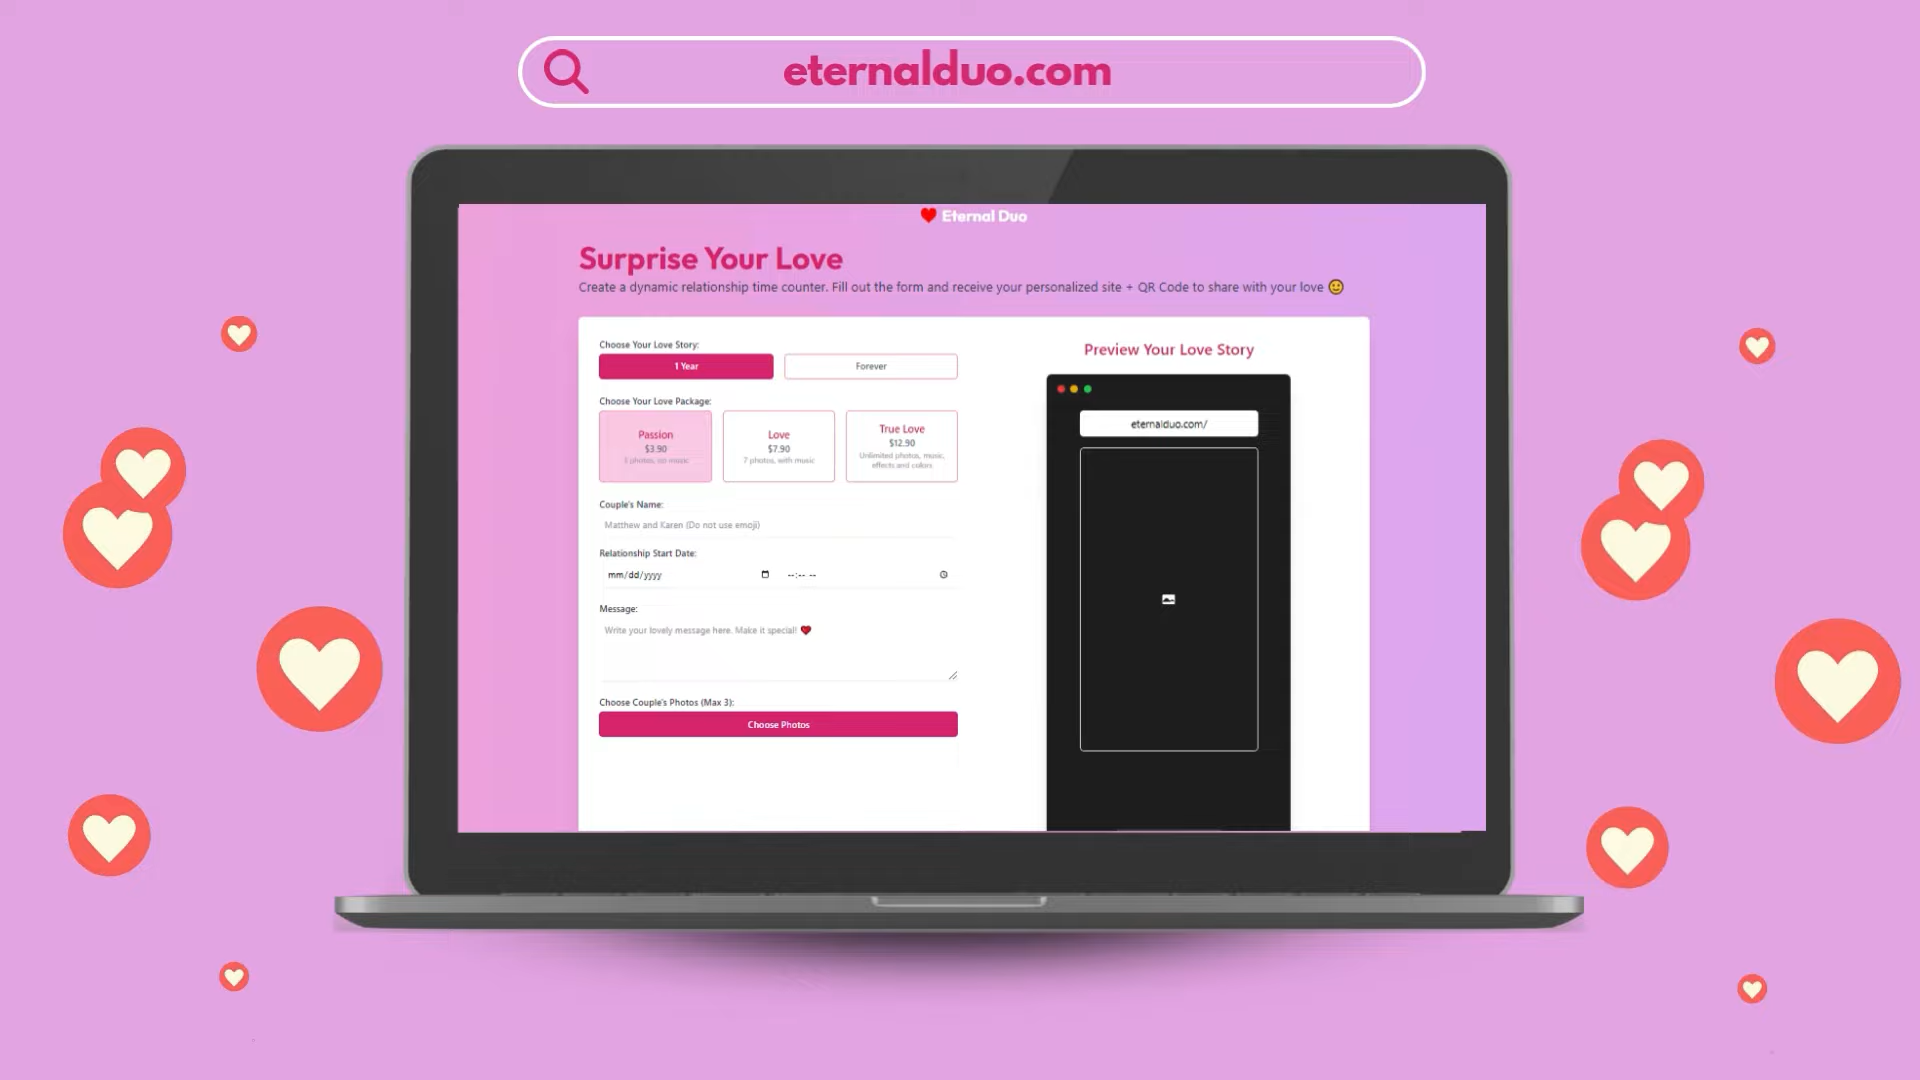 eternalduo.com
Eternal Duo
Surprise Your Love
Create a dynamic relationship time counter. Fill out the form and receive your personalized site + QR Code to share with your love
Choose Your Love Story:
1 Year
Forever
Choose Your Love Package:
Passion
$3.90
photos, no music
Love
$7.90
7 photos, with music
True Love
$12.90
Unlimited photos, music,
effects and colors
Couple's Name:
Matthew and Karen (Do not use emoji)
Relationship Start Date:
mm/dd/yyyy
--:-- --
Message:
Write your lovely message here. Make it special!
Choose Couple's Photos (Max 3):
Choose Photos
Preview Your Love Story
eternalduo.com/